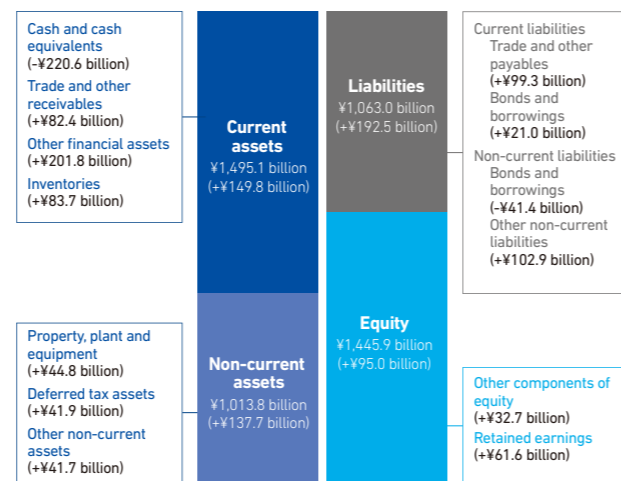 Cash and cash
equivalents
(-¥220.6 billion)
Trade and other
receivables
(+¥82.4 billion)
Other financial assets
(+¥201.8 billion)
Inventories
(+¥83.7 billion)
Current
assets
¥1,495.1 billion
(+¥149.8 billion)
Liabilities
¥1,063.0 billion
(+¥192.5 billion)
Current liabilities
Trade and other
payables
(+¥99.3 billion)
Bonds and
borrowings
(+¥21.0 billion)
Non-current liabilities
Bonds and
borrowings
(-¥41.4 billion)
Other non-current
liabilities
(+¥102.9 billion)
Property, plant and
equipment
(+¥44.8 billion)
Deferred tax assets
(+¥41.9 billion)
Other non-current
assets
(+¥41.7 billion)
Non-current
assets
¥1,013.8 billion
(+¥137.7 billion)
Equity
¥1,445.9 billion
(+¥95.0 billion)
Other components of
equity
(+¥32.7 billion)
Retained earnings
(+¥61.6 billion)